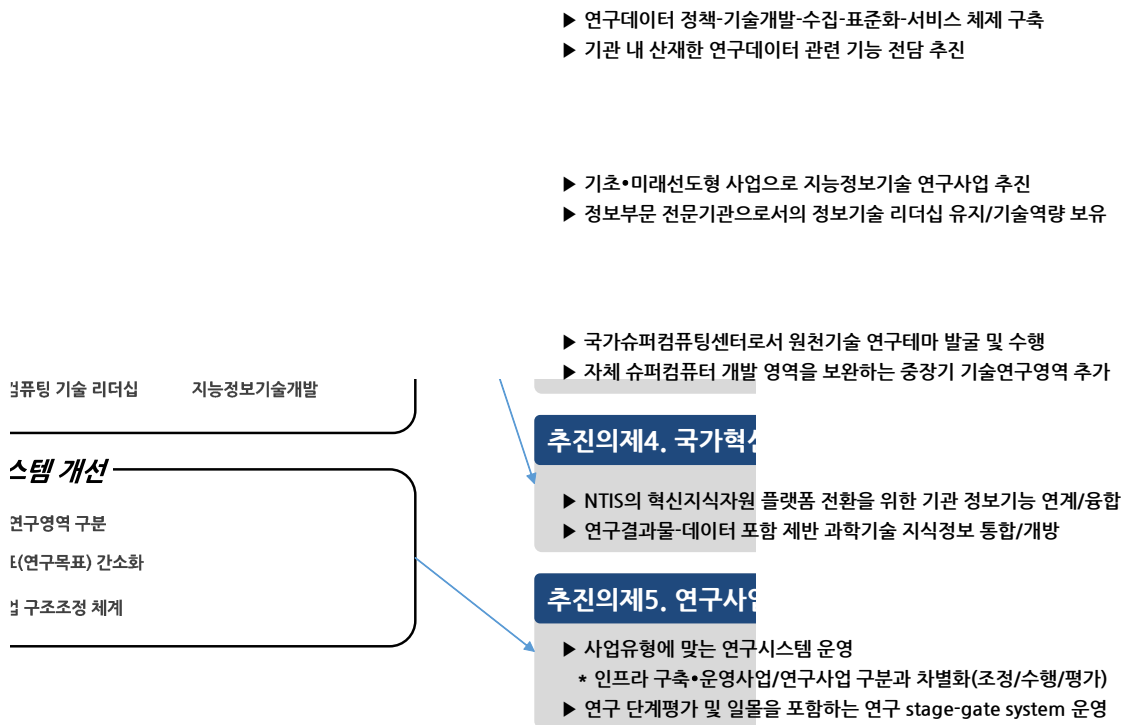 ▶ 연구데이터 정책-기술개발-수집-표준화-서비스 체제 구축
▶ 기관 내 산재한 연구데이터 관련 기능 전담 추진
▶ 기초•미래선도형 사업으로 지능정보기술 연구사업 추진
▶ 정보부문 전문기관으로서의 정보기술 리더십 유지/기술역량 보유
▶ 국가슈퍼컴퓨팅센터로서 원천기술 연구테마 발굴 및 수행
▶ 자체 슈퍼컴퓨터 개발 영역을 보완하는 중장기 기술연구영역 추가
기술 리더십 지능정보기술개발
개선
연구영역 구분
(연구목표) 간소화
구조조정 체계
추진의제4. 국가혁
▶ NTIS의 혁신지식자원 플랫폼 전환을 위한 기관 정보기능 연계/융합
▶ 연구결과물-데이터 포함 제반 과학기술 지식정보 통합/개방
추진의제5. 연구사
▶ 사업유형에 맞는 연구시스템 운영
* 인프라 구축•운영사업/연구사업 구분과 차별화(조정/수행/평가)
▶ 연구 단계평가 및 일몰을 포함하는 연구 stage-gate system 운영